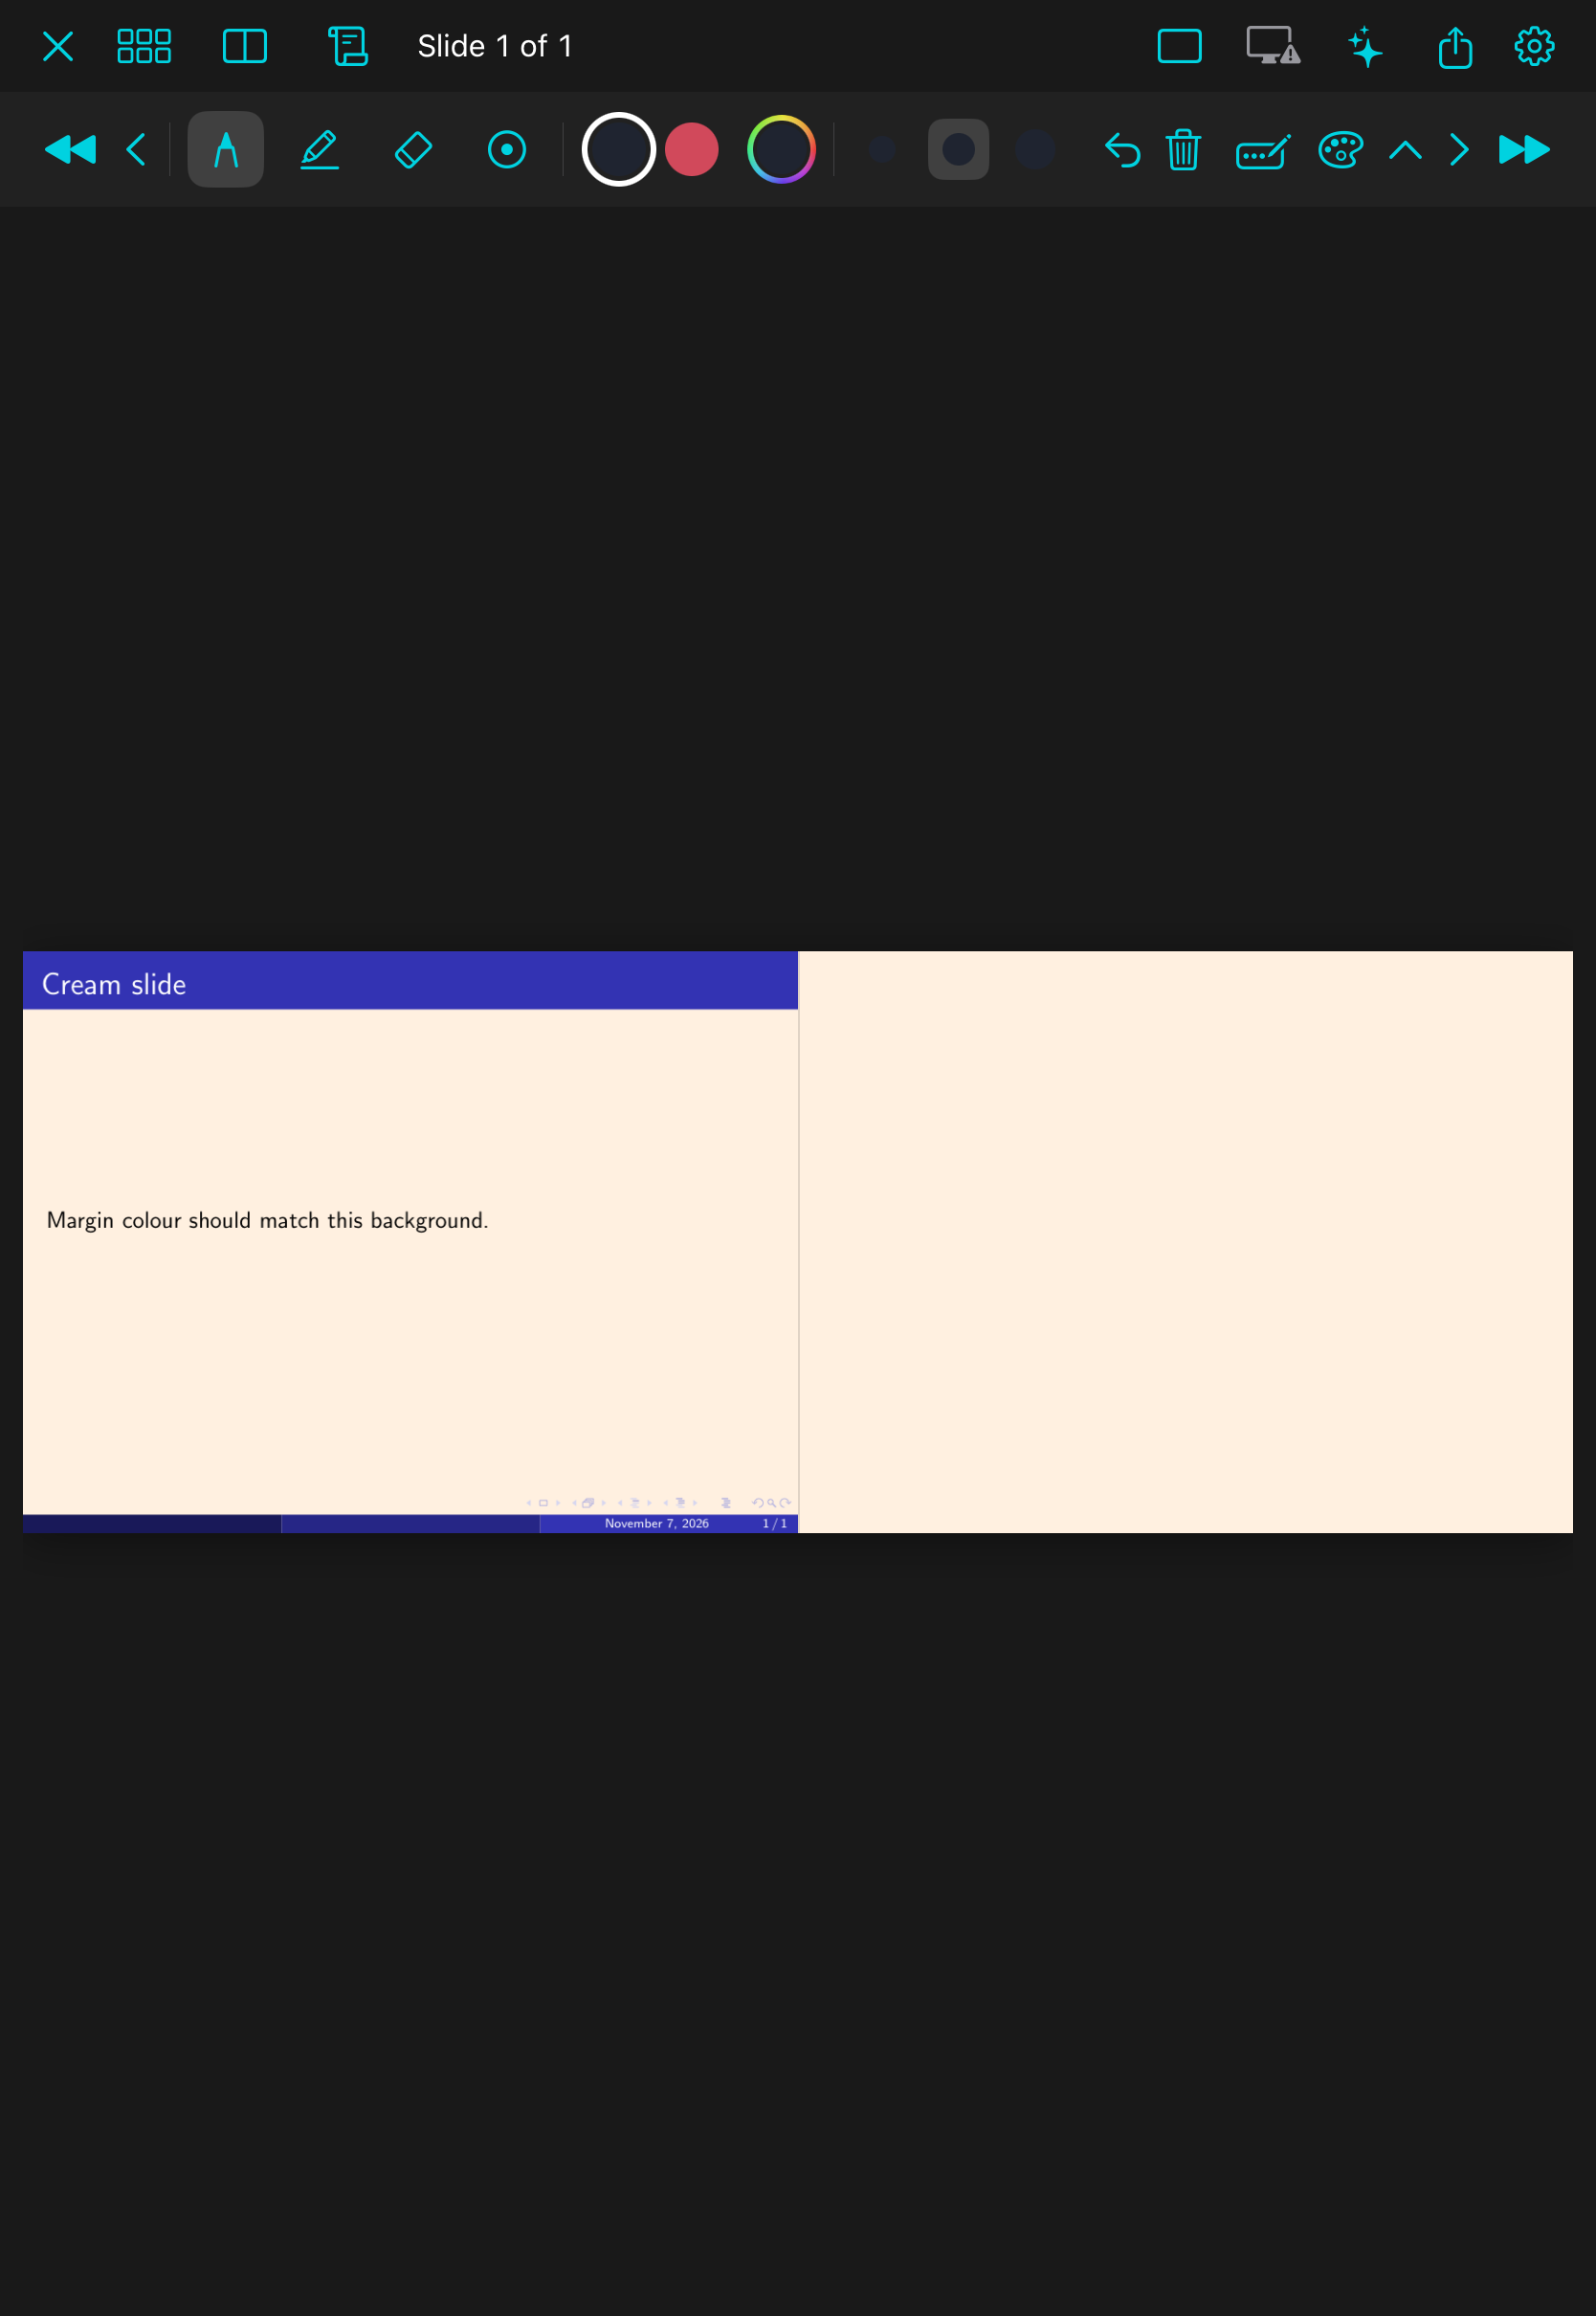 Slide 1 of 1
Cream slide
Margin colour should match this background.
November 7, 2026 1 / 1